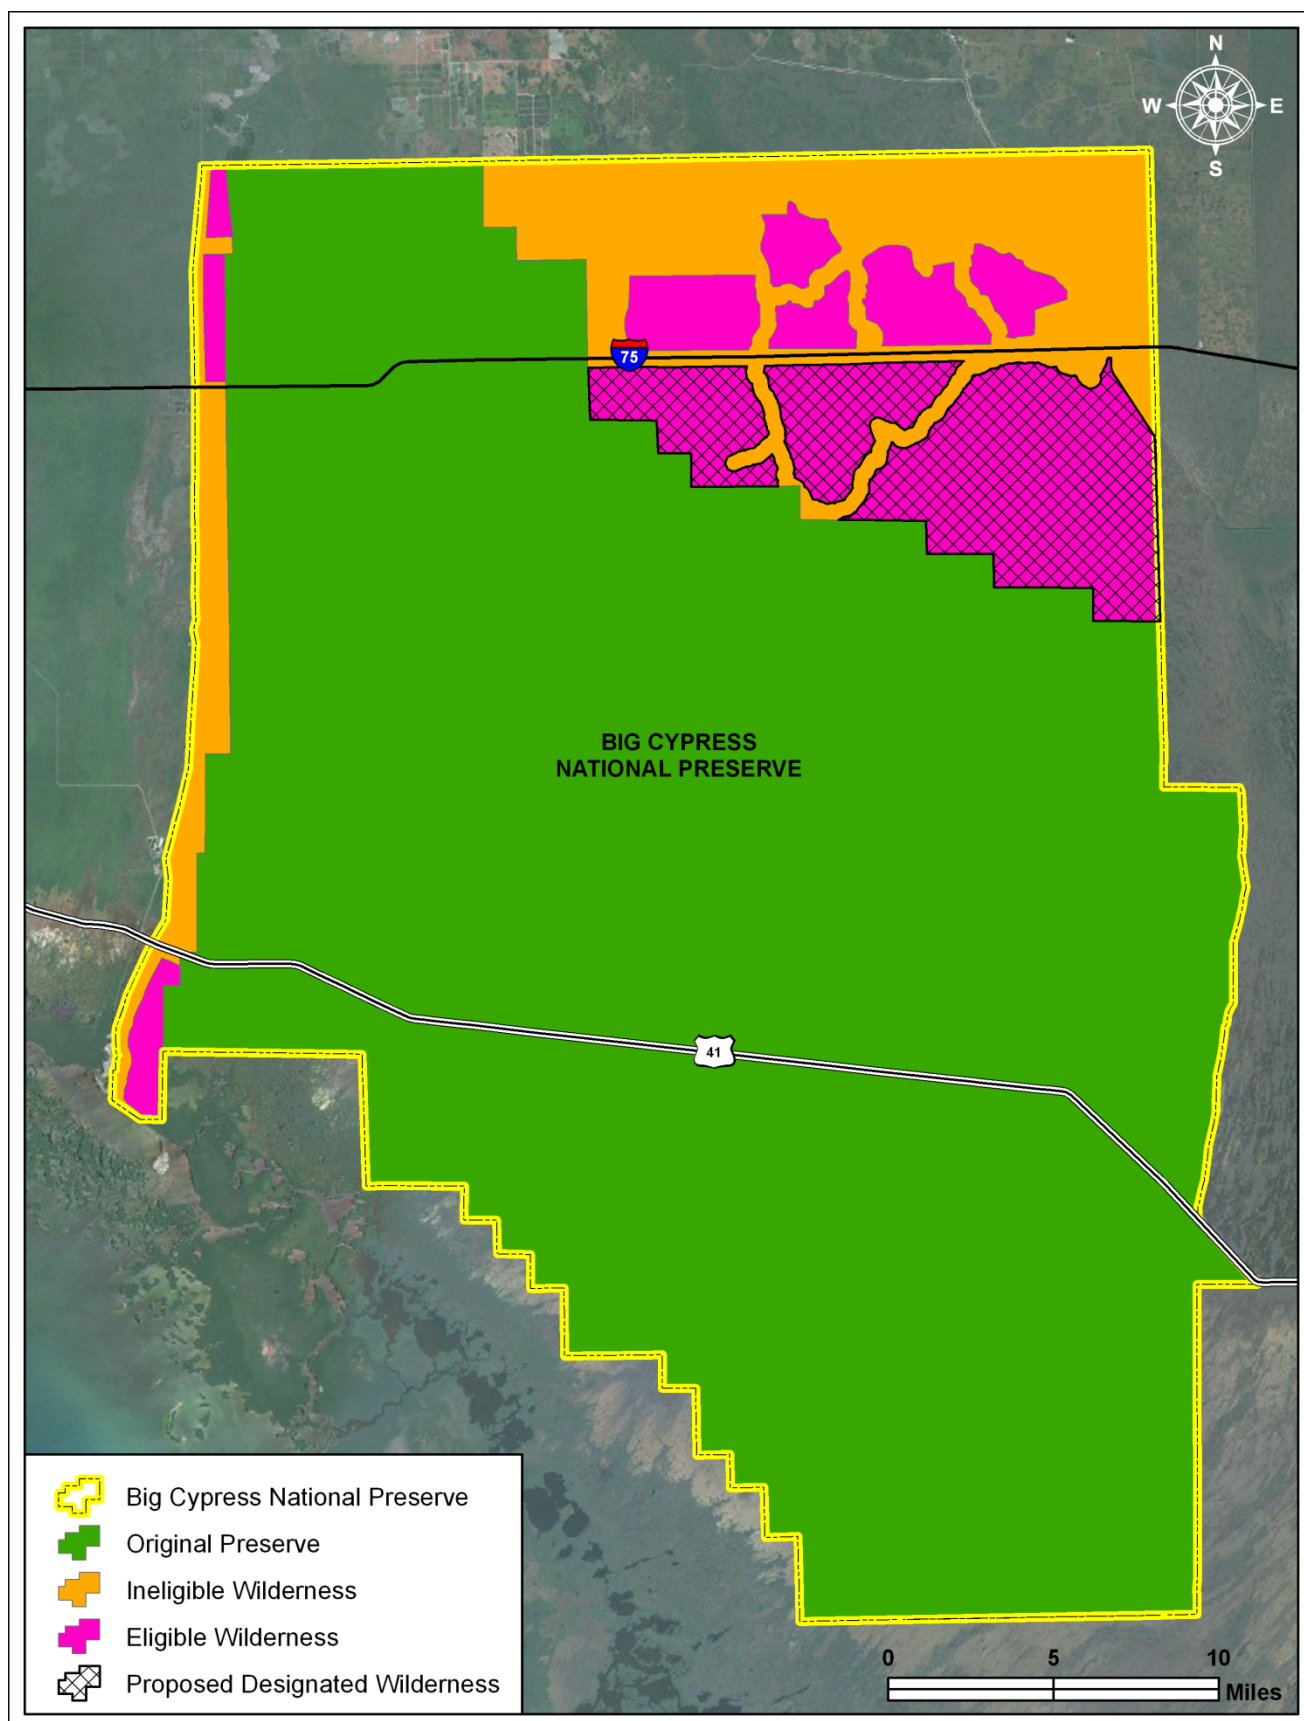 N
W E
S
75
BIG CYPRESS
NATIONAL PRESERVE
41
Big Cypress National Preserve
Original Preserve
Ineligible Wilderness
Eligible Wilderness
Proposed Designated Wilderness
0 5 10
Miles